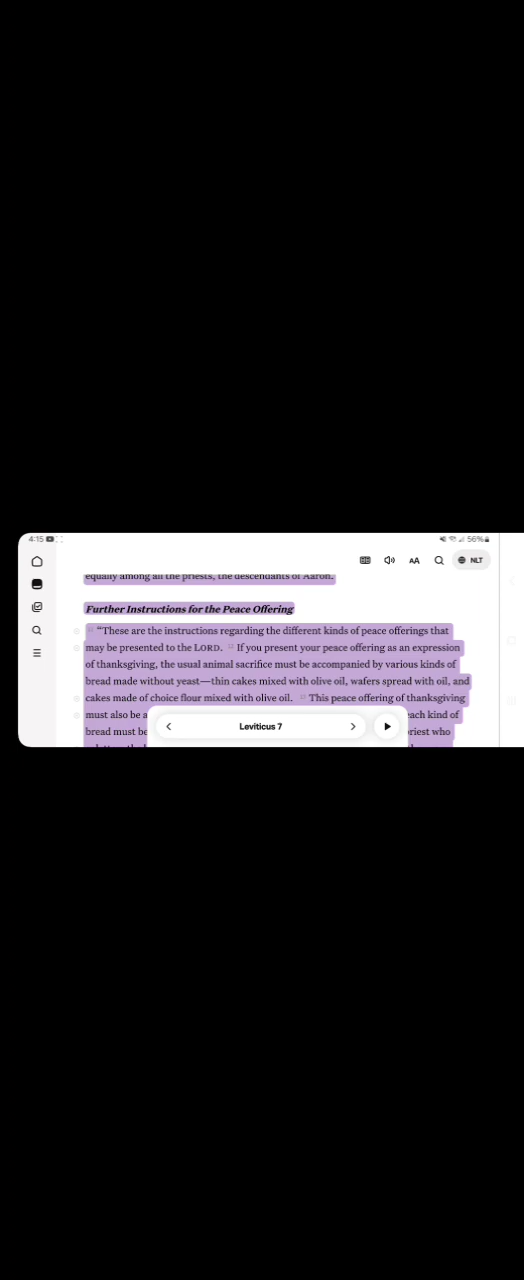 4:15
56%
NLT
equally among all the priests, the descendants of Aaron.
Further Instructions for the Peace Offering
"These are the instructions regarding the different kinds of peace offerings that
may be presented to the LORD. 12 If you present your peace offering as an expression
of thanksgiving, the usual animal sacrifice must be accompanied by various kinds of
bread made without yeast—thin cakes mixed with olive oil, wafers spread with oil, and
cakes made of choice flour mixed with olive oil. 13 This peace offering of thanksgiving
must also be a
each kind of
bread must be
priest who
Leviticus 7